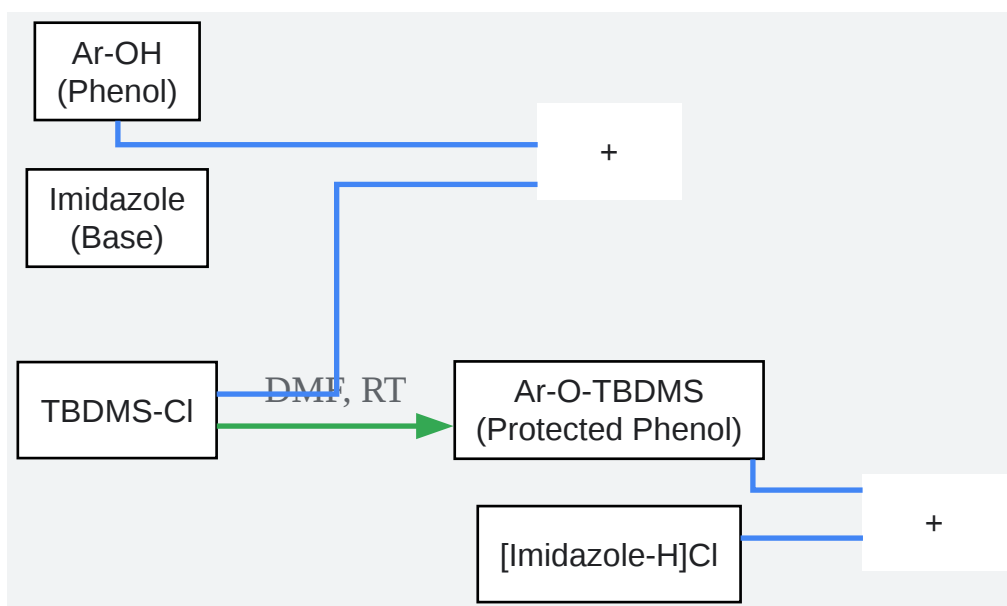 Ar-OH
(Phenol)
+
Imidazole
(Base)
TBDMS-Cl
DMF, RT
Ar-O-TBDMS
(Protected Phenol)
[Imidazole-H]Cl
+